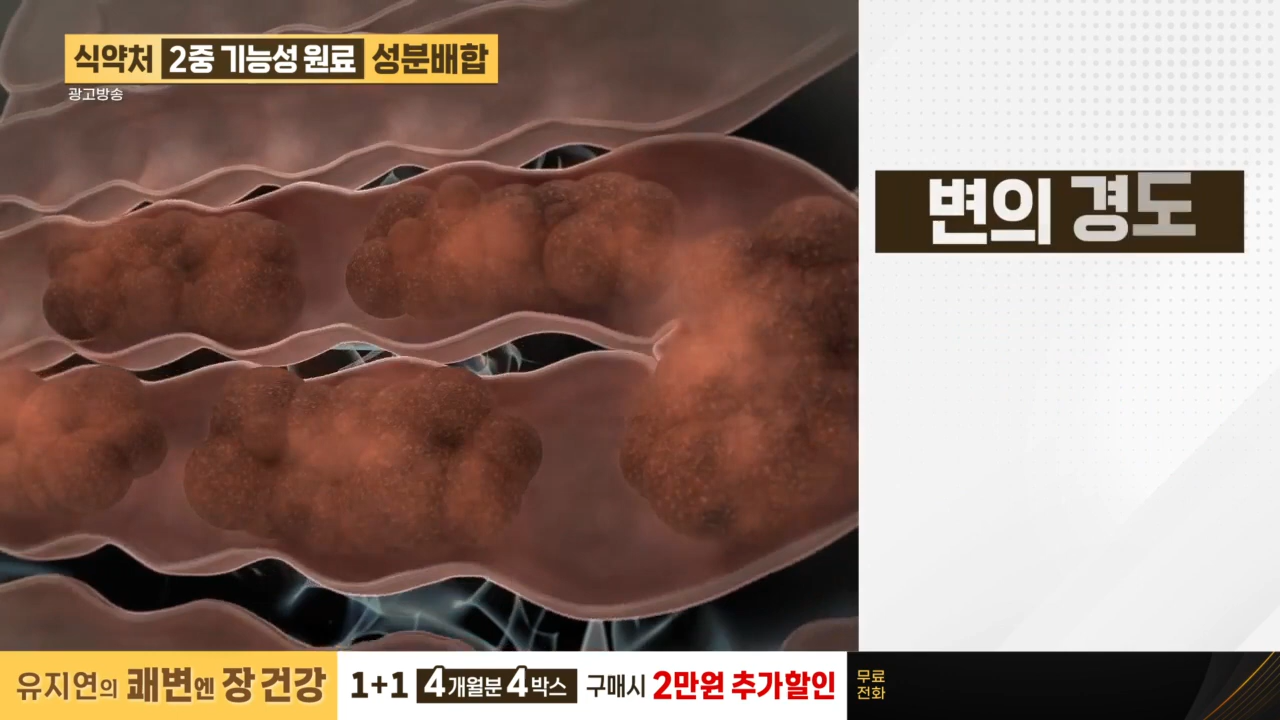 식약처 2중 기능성 원료 성분배합
광고방송
변의 경도
유지연의 쾌변엔 장 건강
1+1 4개월분 4박스 구매시 2만원 추가할인
무료
전화